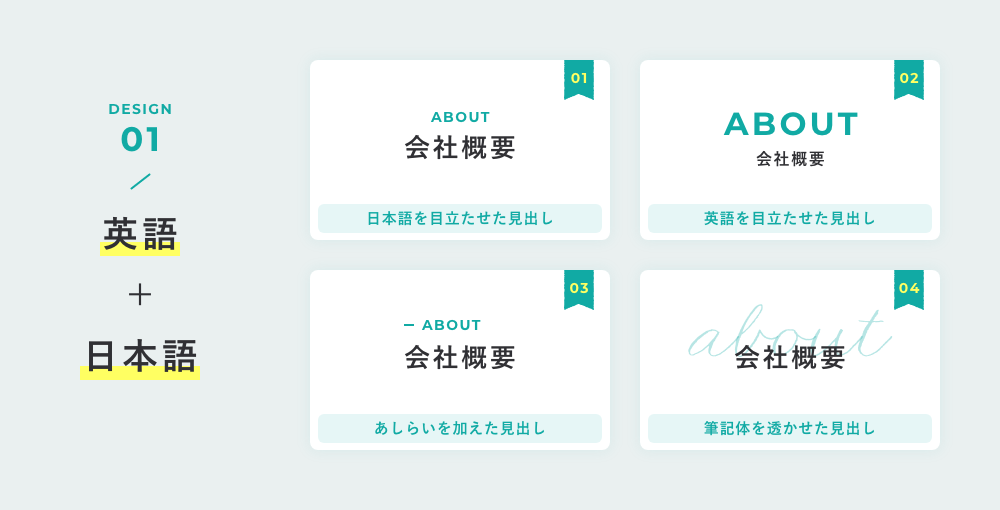 DESIGN
01
英語
+
日本語
01
ABOUT
会社概要
日本語を目立たせた見出し
02
ABOUT
会社概要
英語を目立たせた見出し
03
ABOUT
会社概要
あしらいを加えた見出し
04
about
会社概要
筆記体を透かせた見出し